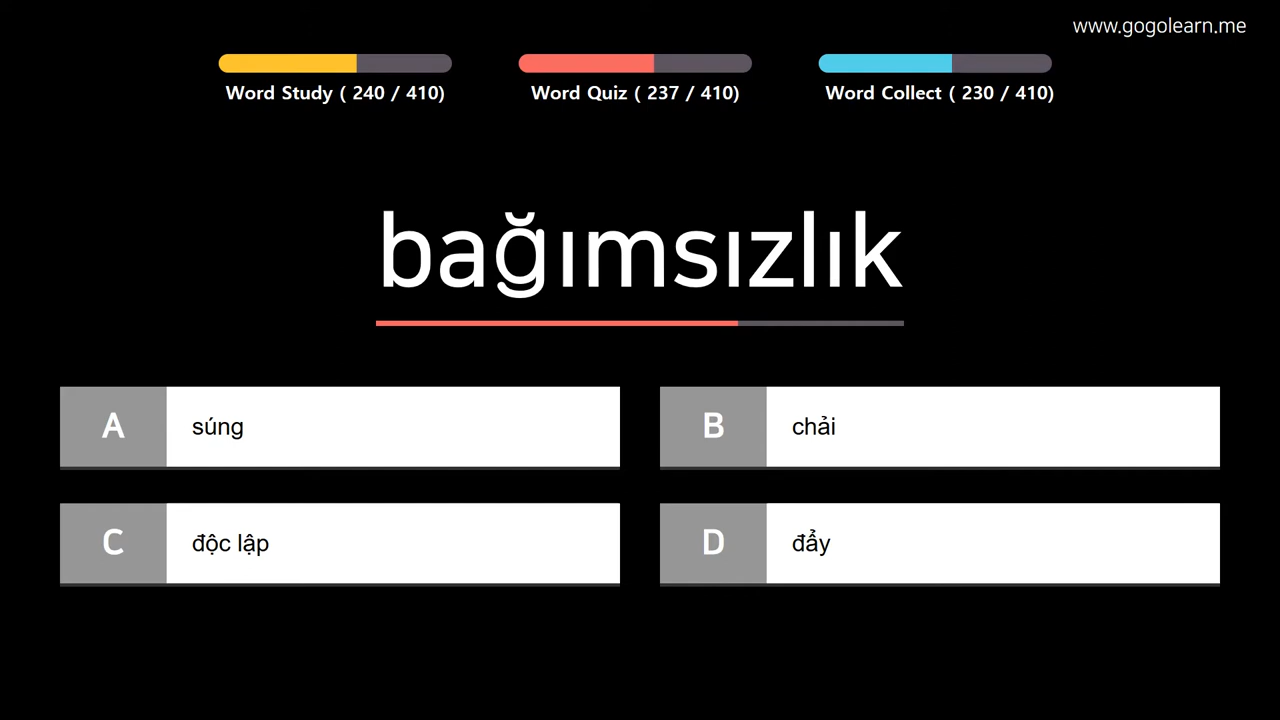 www.gogolearn.me
Word Study ( 240 / 410)
Word Quiz ( 237 / 410)
Word Collect ( 230 / 410)
bağımsızlık
A súng
B chải
C độc lập
D đẩy